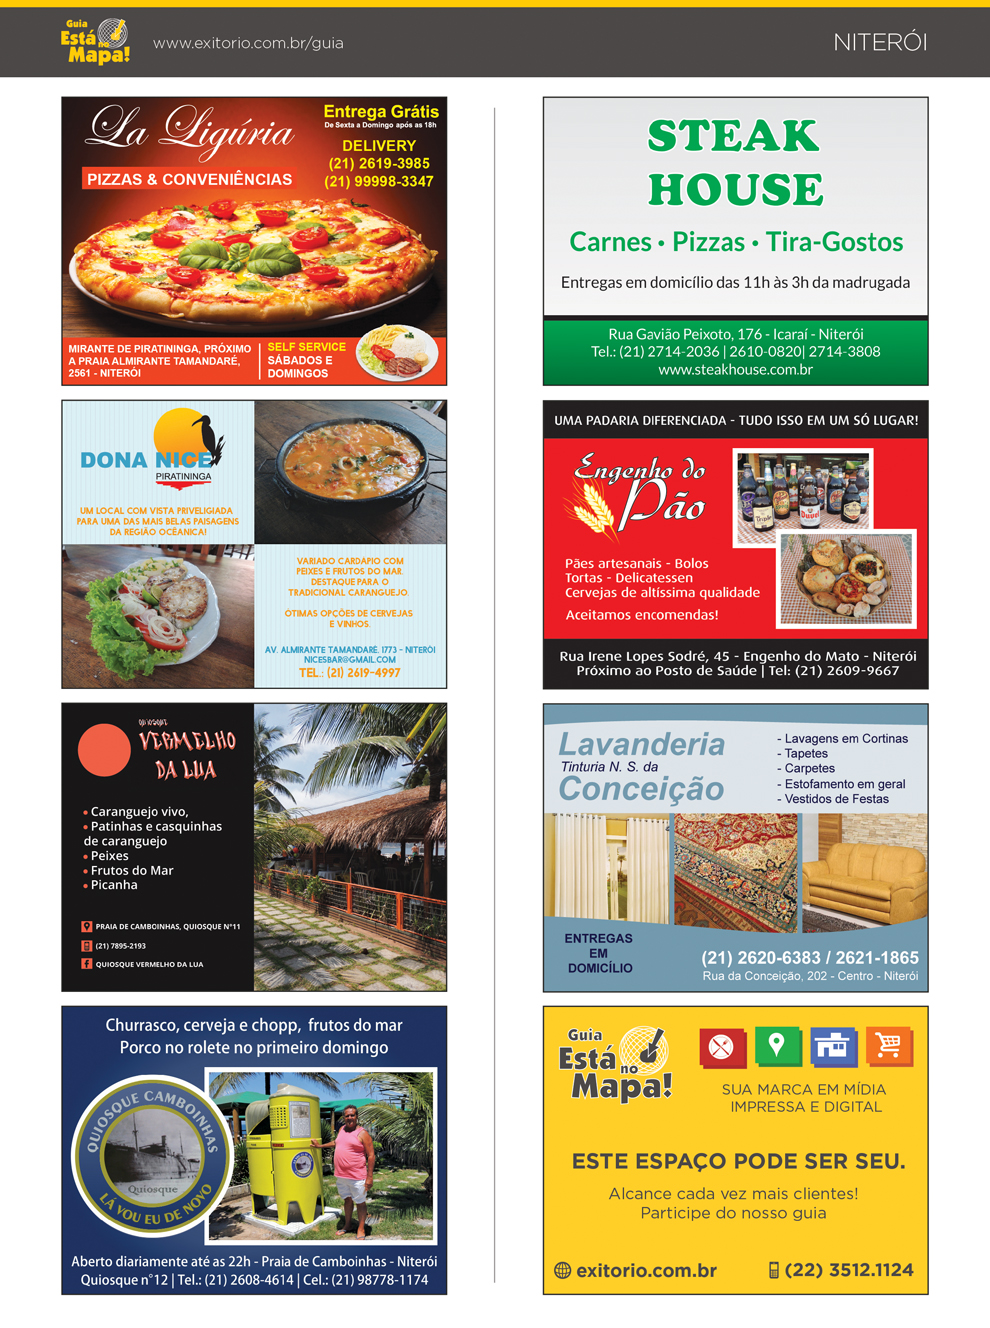 Guia
Está no
Mapa!
www.exitorio.com.br/guia
NITERÓI
La Ligúria
PIZZAS & CONVENIÊNCIAS
Entrega Grátis
De Sexta a Domingo após as 18h
DELIVERY
(21) 2619-3985
(21) 99998-3347
MIRANTE DE PIRATININGA, PRÓXIMO
A PRAIA ALMIRANTE TAMANDARÉ,
2561 - NITERÓI
SELF SERVICE
SÁBADOS E
DOMINGOS
DONA NICE
PIRATININGA
UM LOCAL COM VISTA PRIVELIGIADA
PARA UMA DAS MAIS BELAS PAISAGENS
DA REGIÃO OCEÂNICA!
VARIADO CARDÁPIO COM
PEIXES E FRUTOS DO MAR.
DESTAQUE PARA O
TRADICIONAL CARANGUEJO.
ÓTIMAS OPÇÕES DE CERVEJAS
E VINHOS.
AV. ALMIRANTE TAMANDARÉ, 1773 - NITERÓI
NICESBAR@GMAIL.COM
TEL.: (21) 2619-4997
QUIOSQUE
VERMELHO
DA LUA
• Caranguejo vivo,
• Patinhas e casquinhas
de caranguejo
• Peixes
• Frutos do Mar
• Picanha
PRAIA DE CAMBOINHAS, QUIOSQUE N°11
(21) 7895-2193
QUIOSQUE VERMELHO DA LUA
Churrasco, cerveja e chopp, frutos do mar
Porco no rolete no primeiro domingo
QUIOSQUE CAMBOINHAS
Quiosque
LÁ VOU EU DE NOVO
Aberto diariamente até as 22h - Praia de Camboinhas - Niterói
Quiosque n°12 | Tel.: (21) 2608-4614 | Cel.: (21) 98778-1174
STEAK
HOUSE
Carnes • Pizzas • Tira-Gostos
Entregas em domicílio das 11h às 3h da madrugada
Rua Gavião Peixoto, 176 - Icaraí - Niterói
Tel.: (21) 2714-2036 | 2610-0820| 2714-3808
www.steakhouse.com.br
UMA PADARIA DIFERENCIADA - TUDO ISSO EM UM SÓ LUGAR!
Engenho do
Pão
Duvel
Pães artesanais - Bolos
Tortas - Delicatessen
Cervejas de altíssima qualidade
Aceitamos encomendas!
Rua Irene Lopes Sodré, 45 - Engenho do Mato - Niterói
Próximo ao Posto de Saúde | Tel: (21) 2609-9667
Lavanderia
Tinturia N. S. da
Conceição
- Lavagens em Cortinas
- Tapetes
- Carpetes
- Estofamento em geral
- Vestidos de Festas
ENTREGAS
EM
DOMICÍLIO
(21) 2620-6383 / 2621-1865
Rua da Conceição, 202 - Centro - Niterói
Guia
Está no
Mapa!
SUA MARCA EM MÍDIA
IMPRESSA E DIGITAL
ESTE ESPAÇO PODE SER SEU.
Alcance cada vez mais clientes!
Participe do nosso guia
exitorio.com.br
(22) 3512.1124